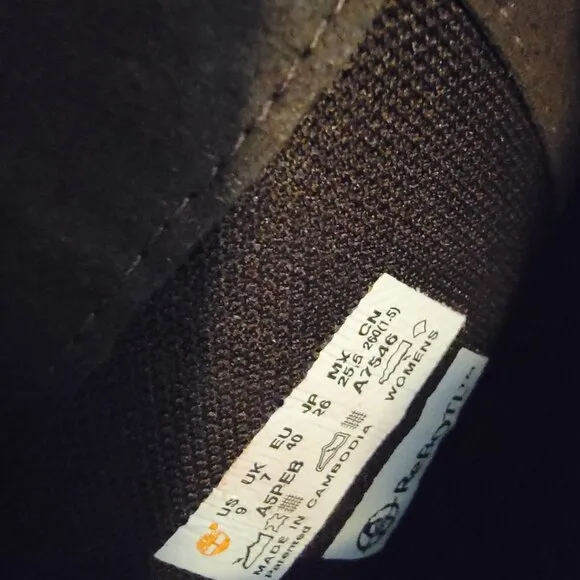 US UK EU JP MX CN
9 7 40 26 25.5 260(1.5)
A5PEB A7546
MADE IN CAMBODIA WOMENS
Patented
ReBOTL